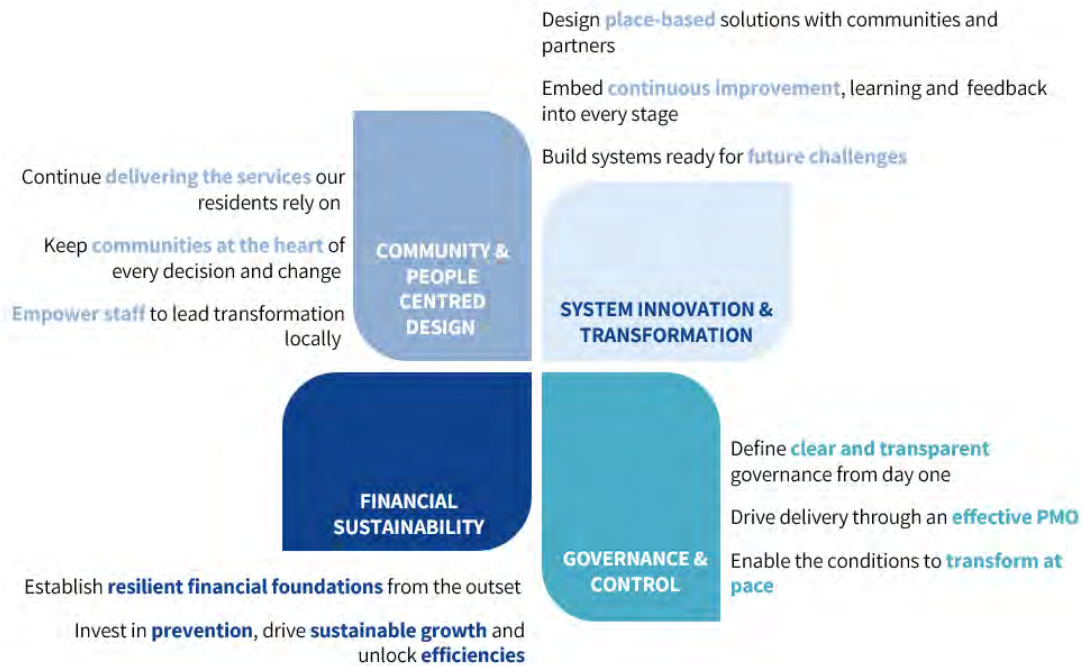 Design place-based solutions with communities and
partners
Embed continuous improvement, learning and feedback
into every stage
Build systems ready for future challenges
Continue delivering the services our
residents rely on
Keep communities at the heart of
every decision and change
Empower staff to lead transformation
locally
COMMUNITY &
PEOPLE
CENTRED
DESIGN
SYSTEM INNOVATION &
TRANSFORMATION
FINANCIAL
SUSTAINABILITY
Establish resilient financial foundations from the outset
Invest in prevention, drive sustainable growth and
unlock efficiencies
GOVERNANCE &
CONTROL
Define clear and transparent
governance from day one
Drive delivery through an effective PMO
Enable the conditions to transform at
pace